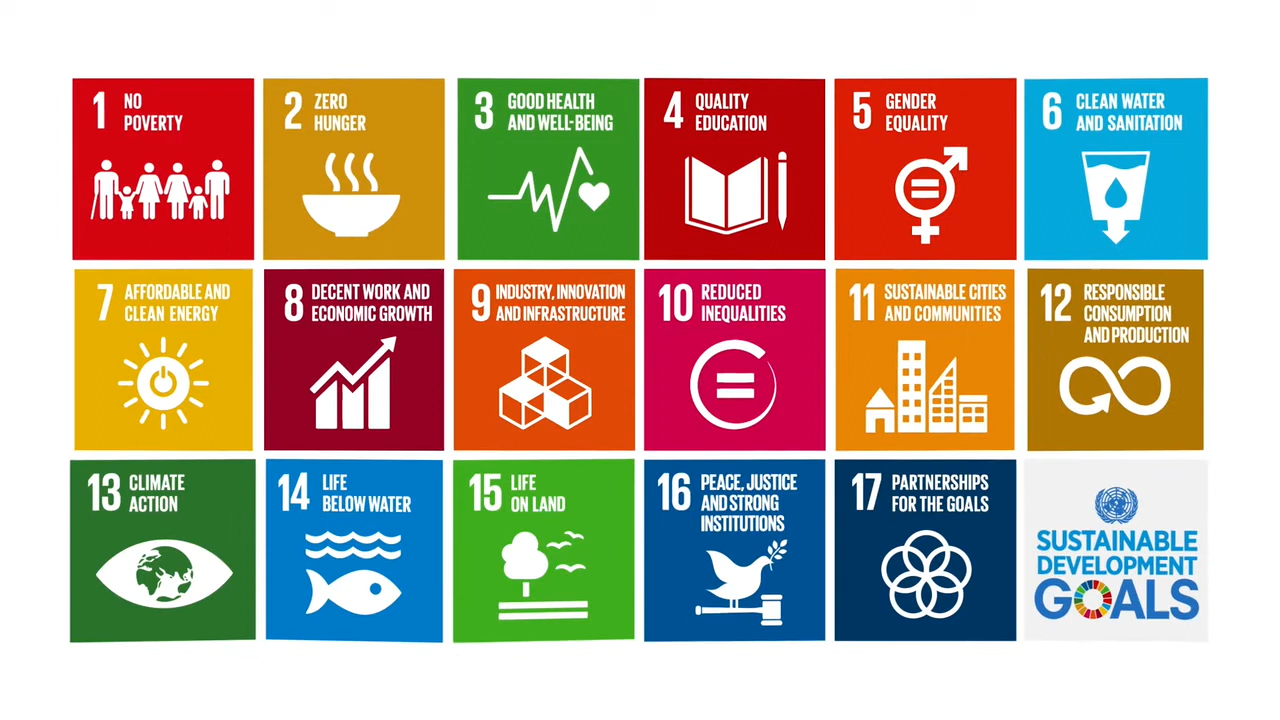 1 NO
POVERTY
2 ZERO
HUNGER
3 GOOD HEALTH
AND WELL-BEING
4 QUALITY
EDUCATION
5 GENDER
EQUALITY
6 CLEAN WATER
AND SANITATION
7 AFFORDABLE AND
CLEAN ENERGY
8 DECENT WORK AND
ECONOMIC GROWTH
9 INDUSTRY, INNOVATION
AND INFRASTRUCTURE
10 REDUCED
INEQUALITIES
11 SUSTAINABLE CITIES
AND COMMUNITIES
12 RESPONSIBLE
CONSUMPTION
AND PRODUCTION
13 CLIMATE
ACTION
14 LIFE
BELOW WATER
15 LIFE
ON LAND
16 PEACE, JUSTICE
AND STRONG
INSTITUTIONS
17 PARTNERSHIPS
FOR THE GOALS
SUSTAINABLE
DEVELOPMENT
GOALS